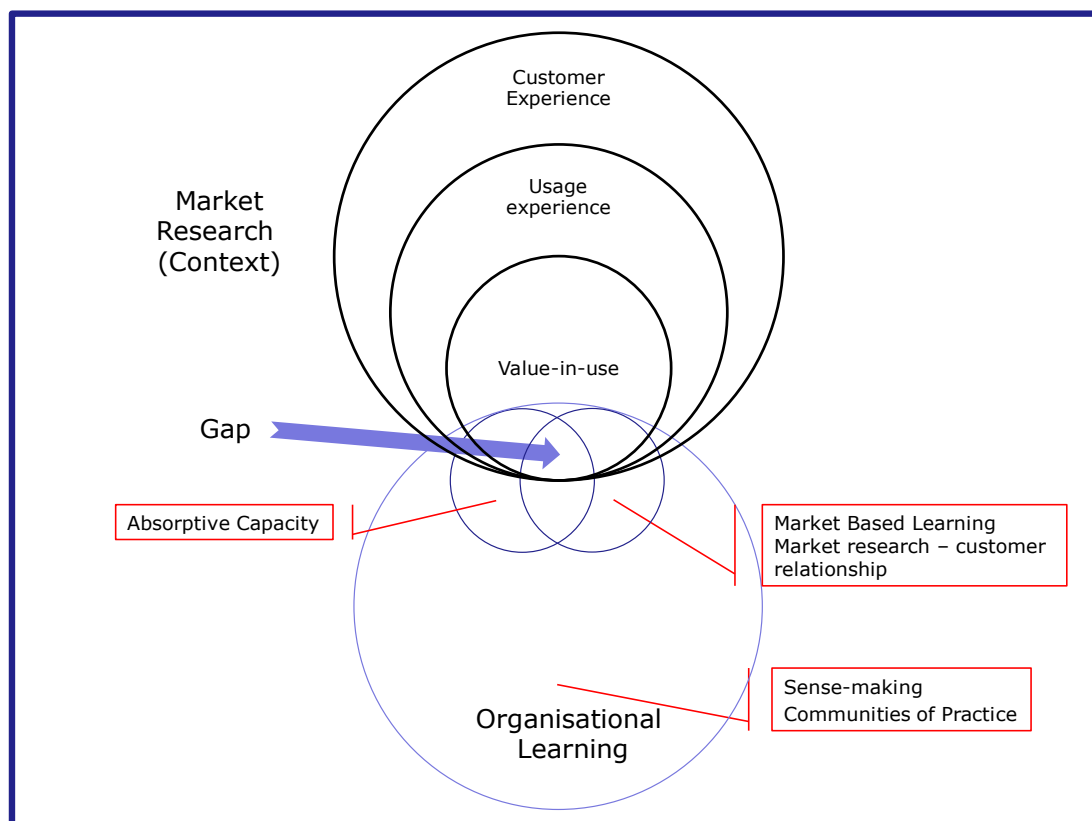 Customer
Experience
Usage
experience
Market
Research
(Context)
Value-in-use
Gap
Absorptive Capacity
Market Based Learning
Market research – customer
relationship
Sense-making
Communities of Practice
Organisational
Learning